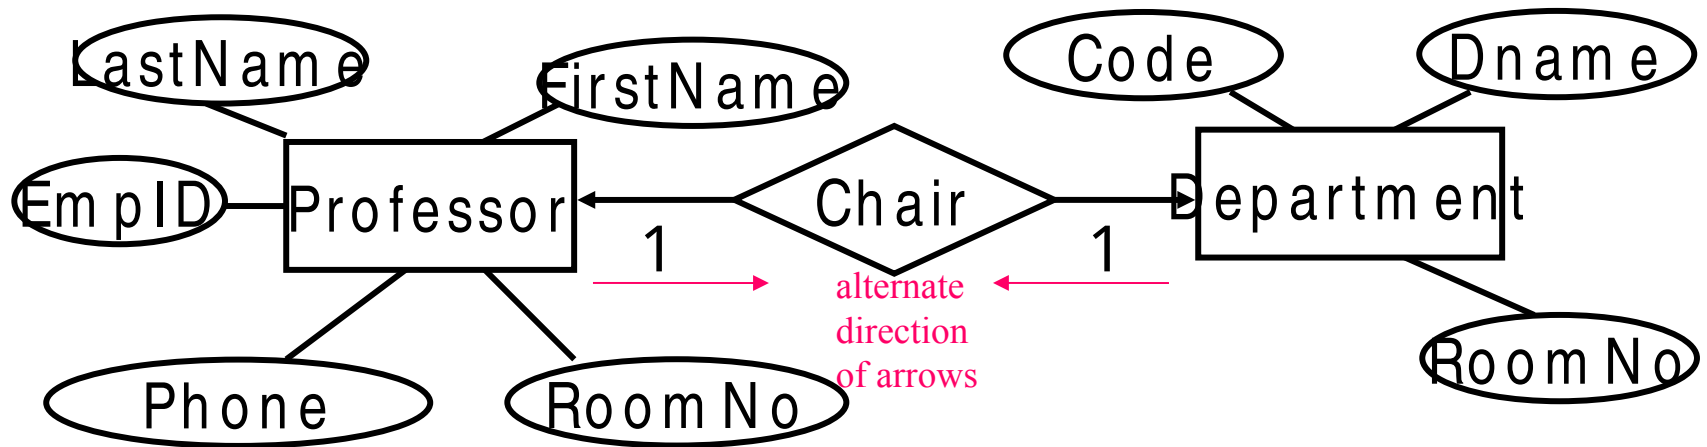 LastName
FirstName
Code
Dname
EmpID
Professor
Chair
Department
1
1
alternate
direction
of arrows
Phone
RoomNo
RoomNo